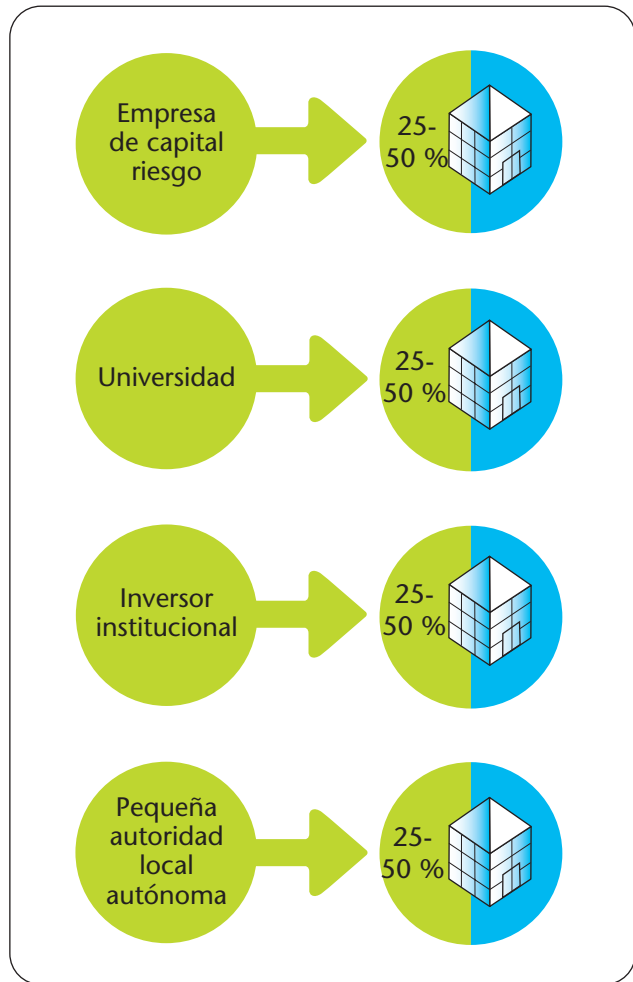 Empresa
de capital
riesgo
25-
50 %
Universidad
25-
50 %
Inversor
institucional
25-
50 %
Pequeña
autoridad
local
autónoma
25-
50 %